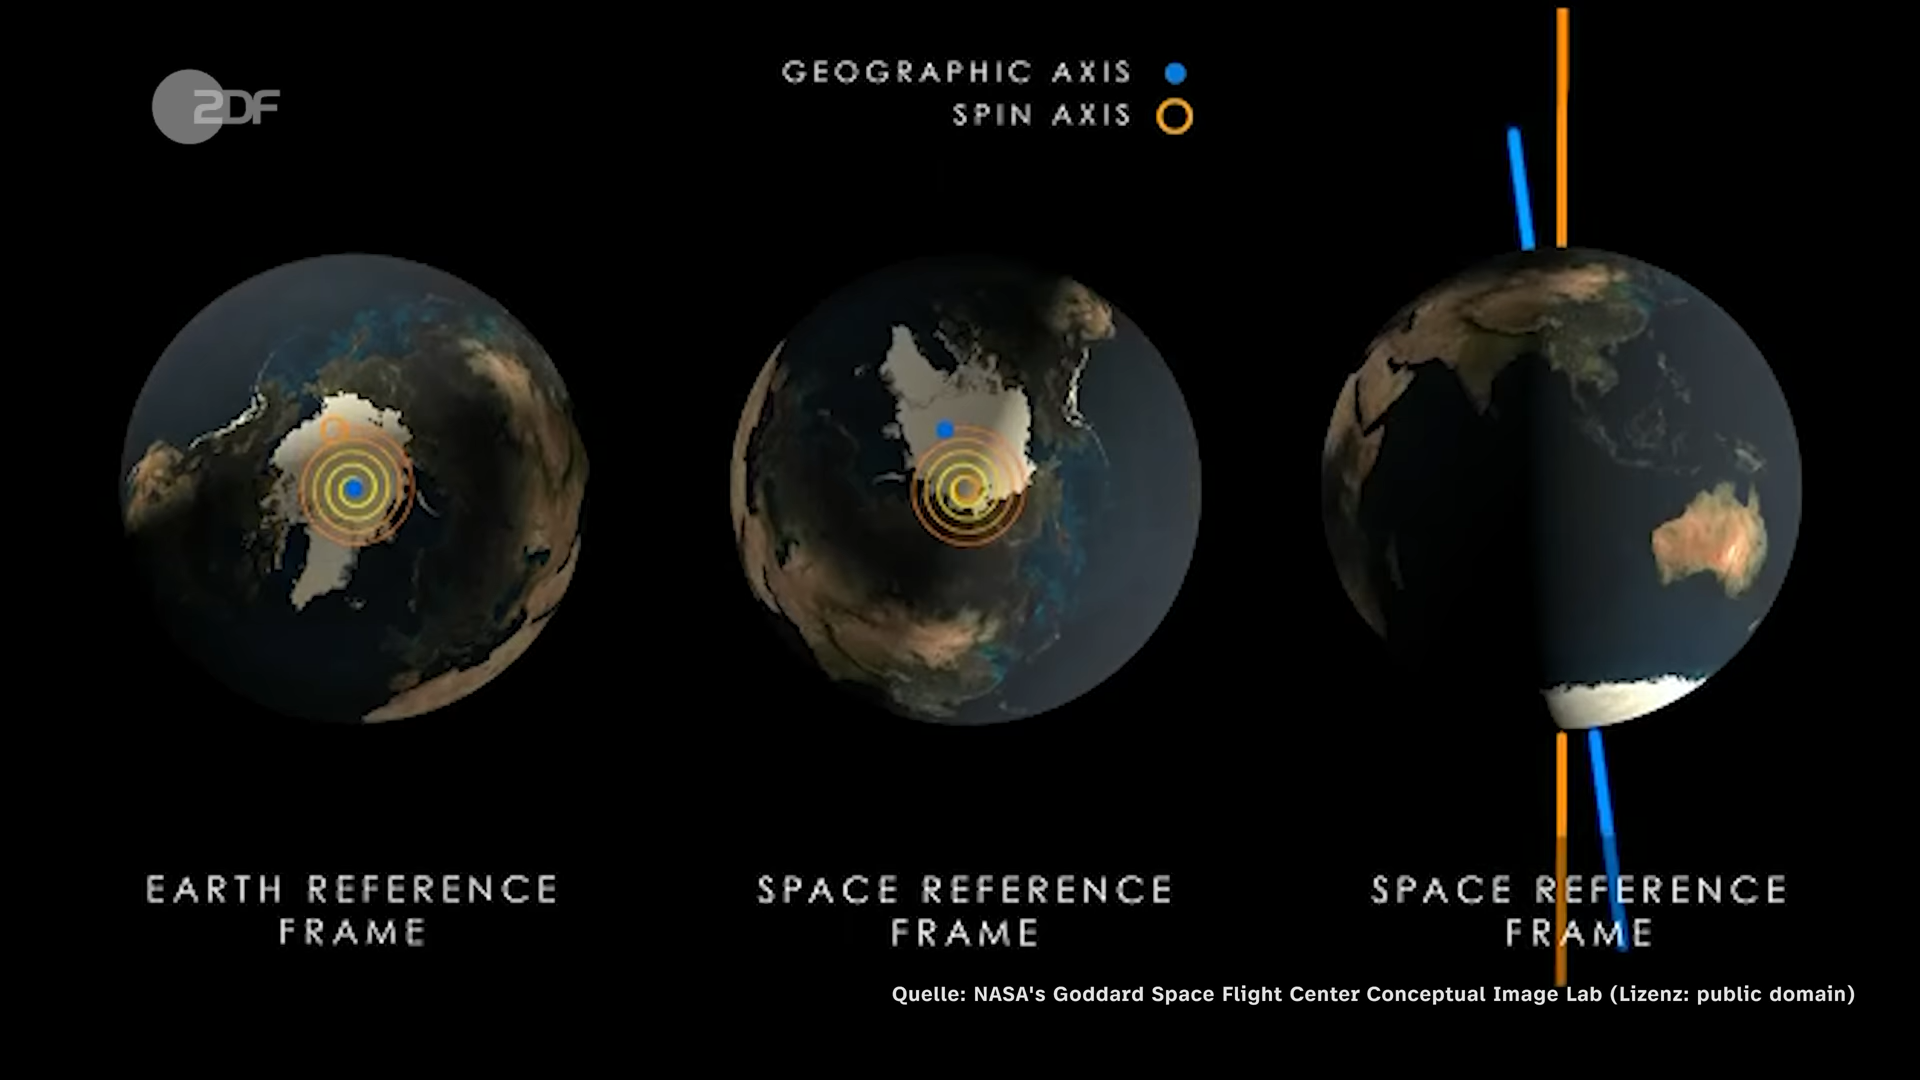 ZDF
GEOGRAPHIC AXIS
SPIN AXIS
EARTH REFERENCE
FRAME
SPACE REFERENCE
FRAME
SPACE REFERENCE
FRAME
Quelle: NASA's Goddard Space Flight Center Conceptual Image Lab (Lizenz: public domain)